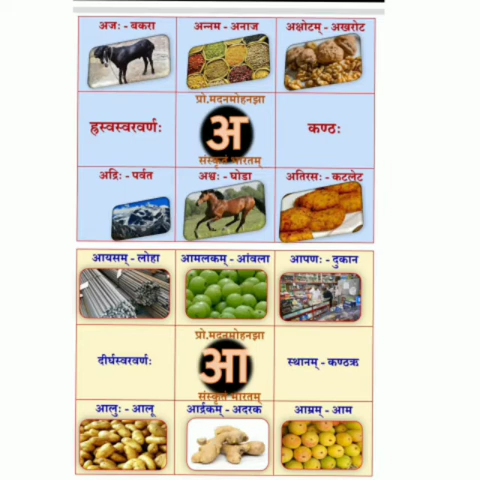 अजः - बकरा
अन्नम - अनाज
अक्षोटम् - अखरोट
ह्रस्वस्वरवर्णः
प्रो.मदनमोहनझा
अ
संस्कृतं भारतम्
कण्ठः
अद्रिः - पर्वत
अश्वः - घोडा
अतिरसः - कटलेट
आयसम् - लोहा
आमलकम् - आंवला
आपणः - दुकान
दीर्घस्वरवर्णः
प्रो.मदनमोहनझा
आ
संस्कृतं भारतम्
स्थानम् - कण्ठऋ
आलुः - आलू
आर्द्रकम् - अदरक
आम्रम् - आम